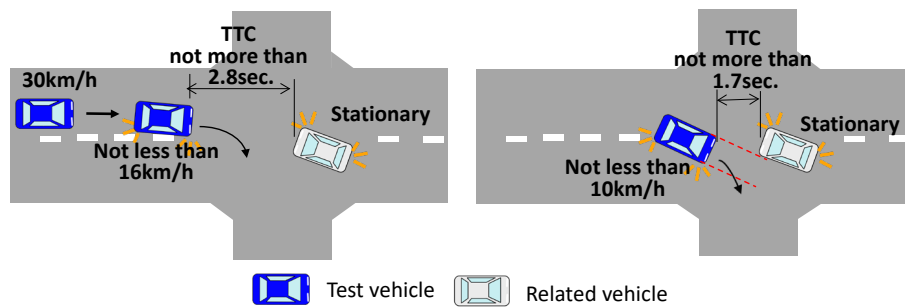 TTC
not more than
2.8sec.
30km/h
Stationary
Not less than
16km/h
TTC
not more than
1.7sec.
Stationary
Not less than
10km/h
Test vehicle
Related vehicle